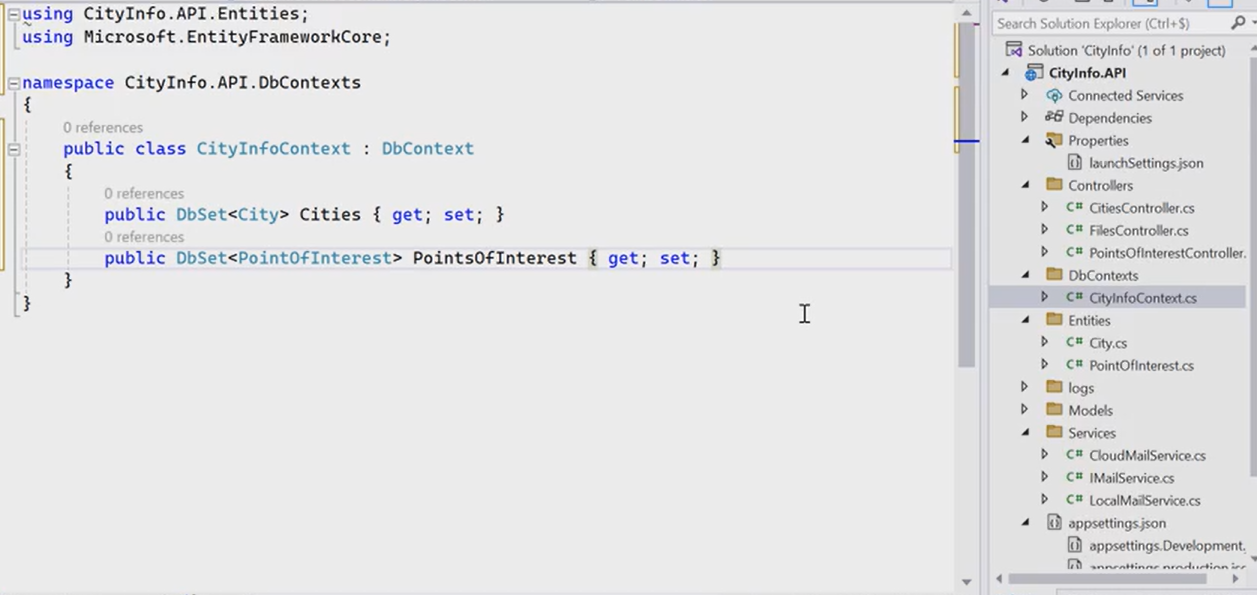 using CityInfo.API.Entities;
using Microsoft.EntityFrameworkCore;
namespace CityInfo.API.DbContexts
{
0 references
public class CityInfoContext : DbContext
{
0 references
public DbSet<City> Cities { get; set; }
0 references
public DbSet<PointOfInterest> PointsOfInterest { get; set; }
}
}
Search Solution Explorer (Ctrl+$)
Solution 'CityInfo' (1 of 1 project)
CityInfo.API
Connected Services
Dependencies
Properties
launchSettings.json
Controllers
C# CitiesController.cs
C# FilesController.cs
C# PointsOfInterestController.
DbContexts
C# CityInfoContext.cs
Entities
C# City.cs
C# PointOfInterest.cs
logs
Models
Services
C# CloudMailService.cs
C# IMailService.cs
C# LocalMailService.cs
appsettings.json
appsettings.Development.